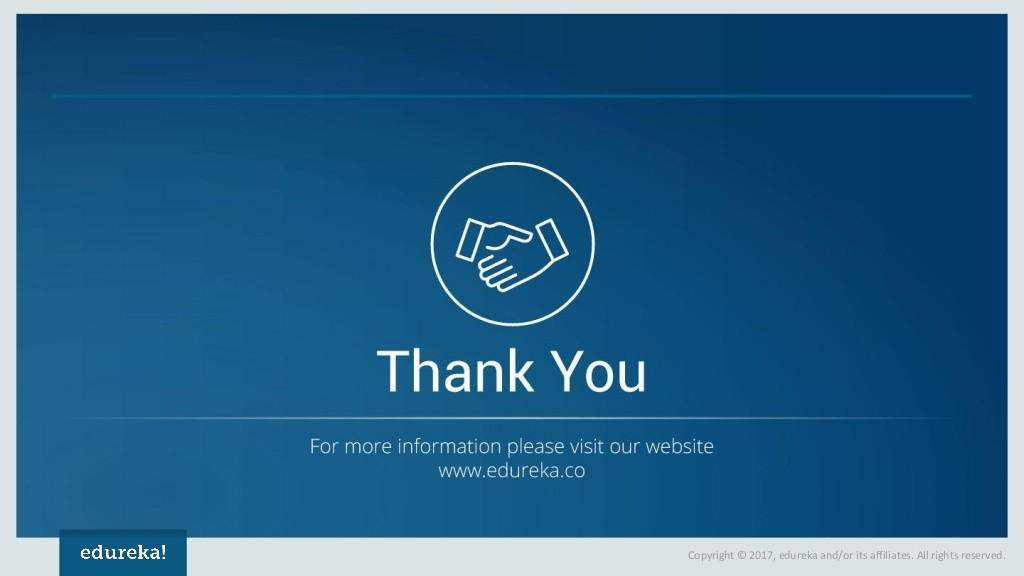 Thank You
For more information please visit our website
www.edureka.co
edureka!
Copyright © 2017, edureka and/or its affiliates. All rights reserved.